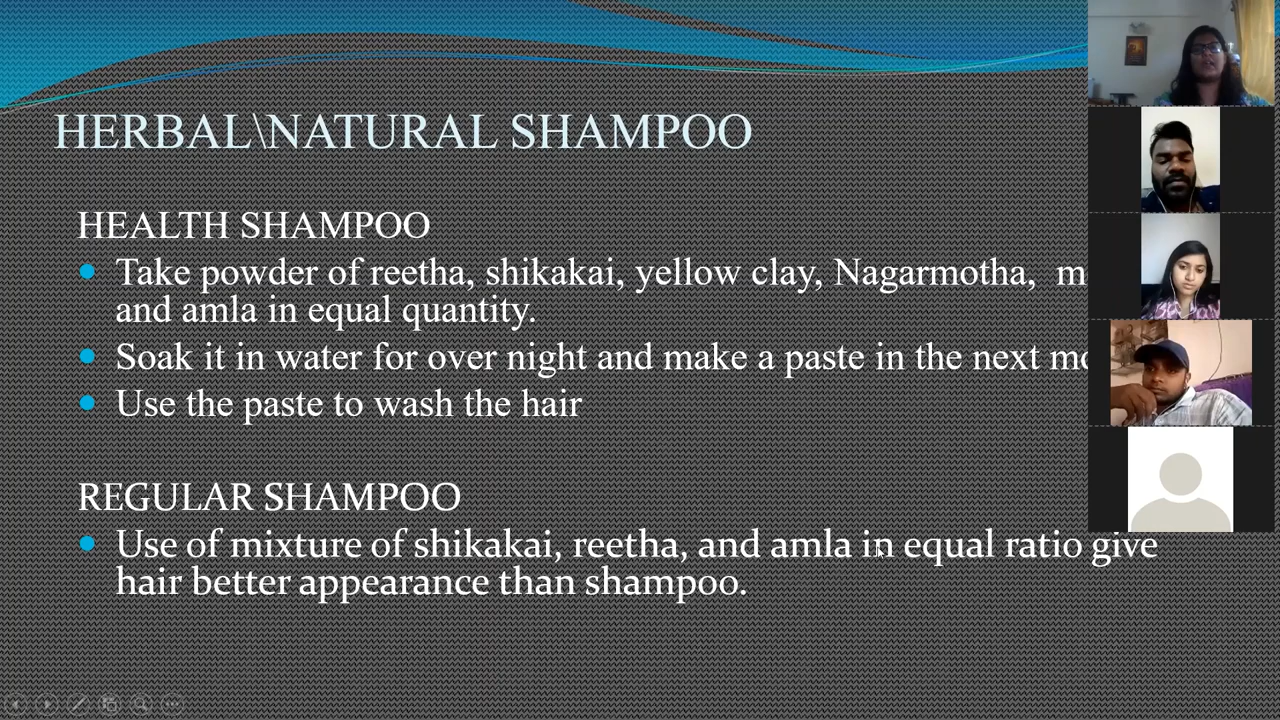 HERBAL\NATURAL SHAMPOO
HEALTH SHAMPOO
Take powder of reetha, shikakai, yellow clay, Nagarmotha,
and amla in equal quantity.
Soak it in water for over night and make a paste in the next
Use the paste to wash the hair
REGULAR SHAMPOO
Use of mixture of shikakai, reetha, and amla in equal ratio give
hair better appearance than shampoo.